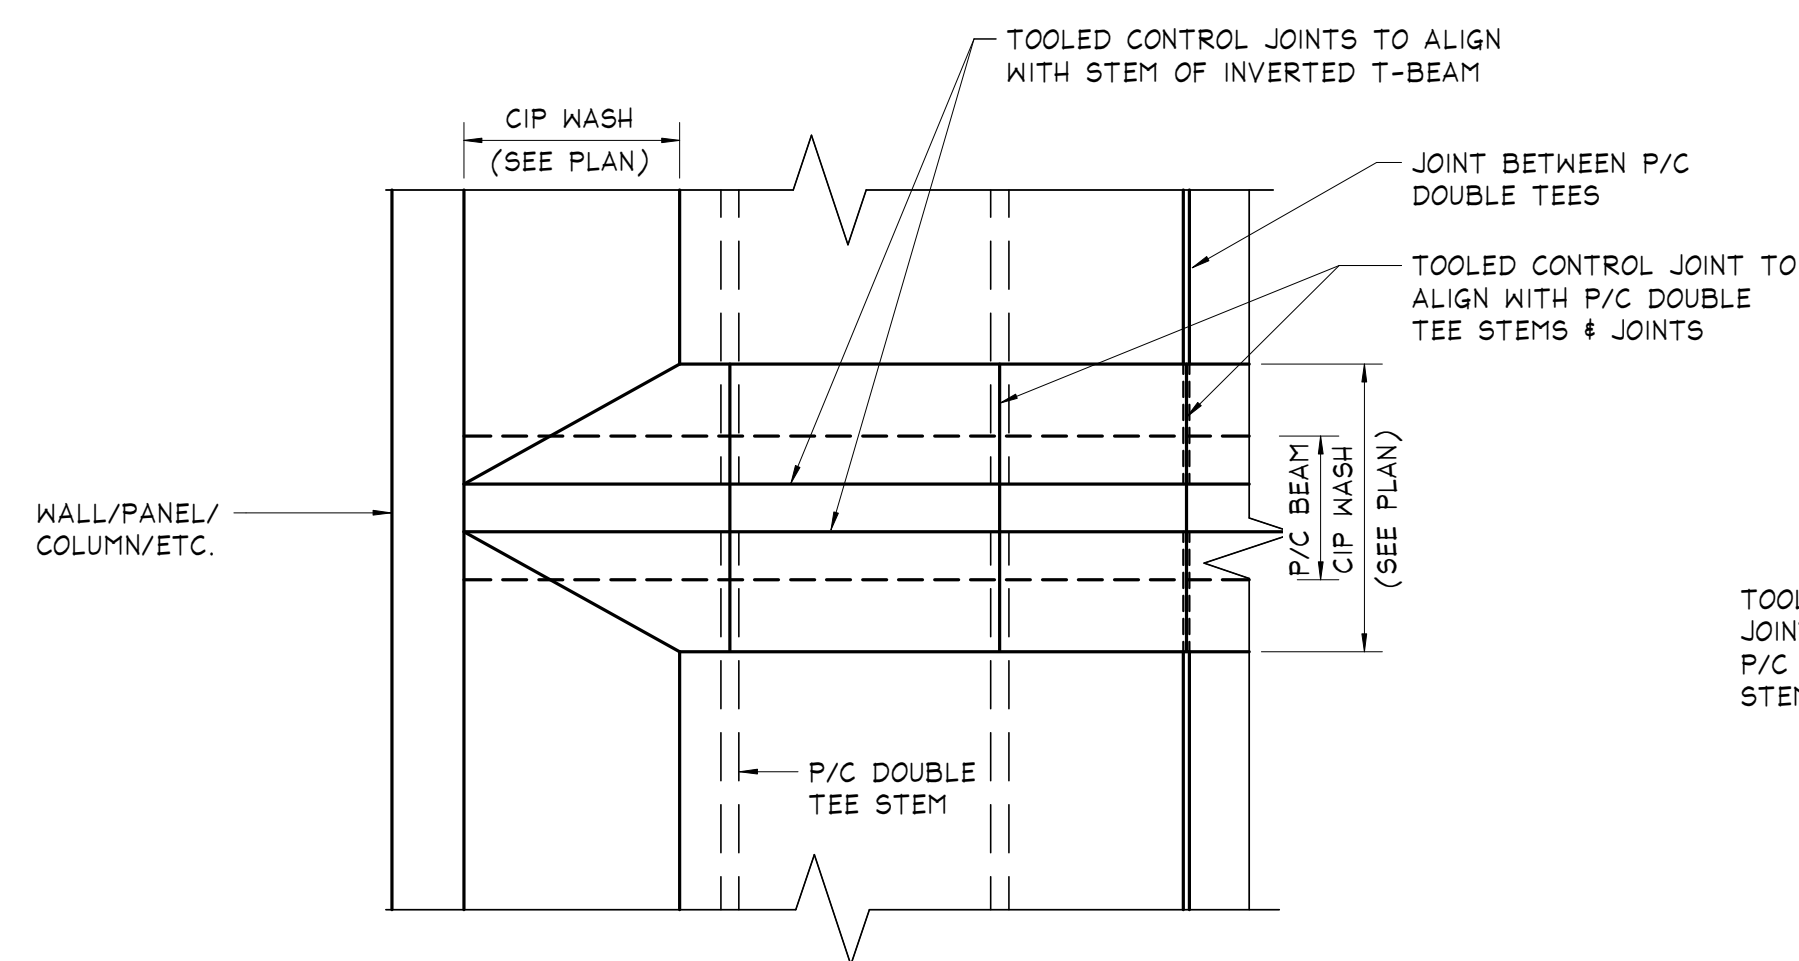 TOOLED CONTROL JOINTS TO ALIGN
WITH STEM OF INVERTED T-BEAM
CIP WASH
(SEE PLAN)
JOINT BETWEEN P/C
DOUBLE TEES
TOOLED CONTROL JOINT TO
ALIGN WITH P/C DOUBLE
TEE STEMS & JOINTS
P/C BEAM
CIP WASH
(SEE PLAN)
WALL/PANEL/
COLUMN/ETC.
P/C DOUBLE
TEE STEM
P/C